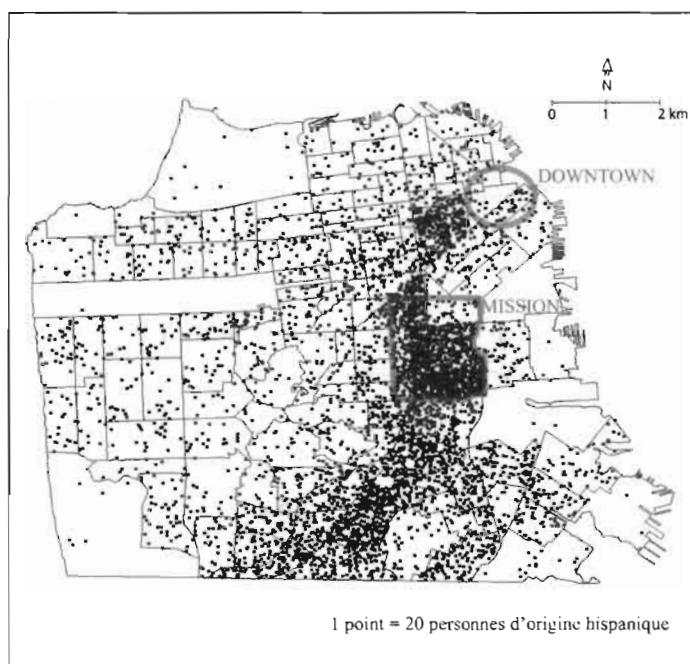 N
0 1 2 km
DOWNTOWN
MISSION
1 point = 20 personnes d'origine hispanique